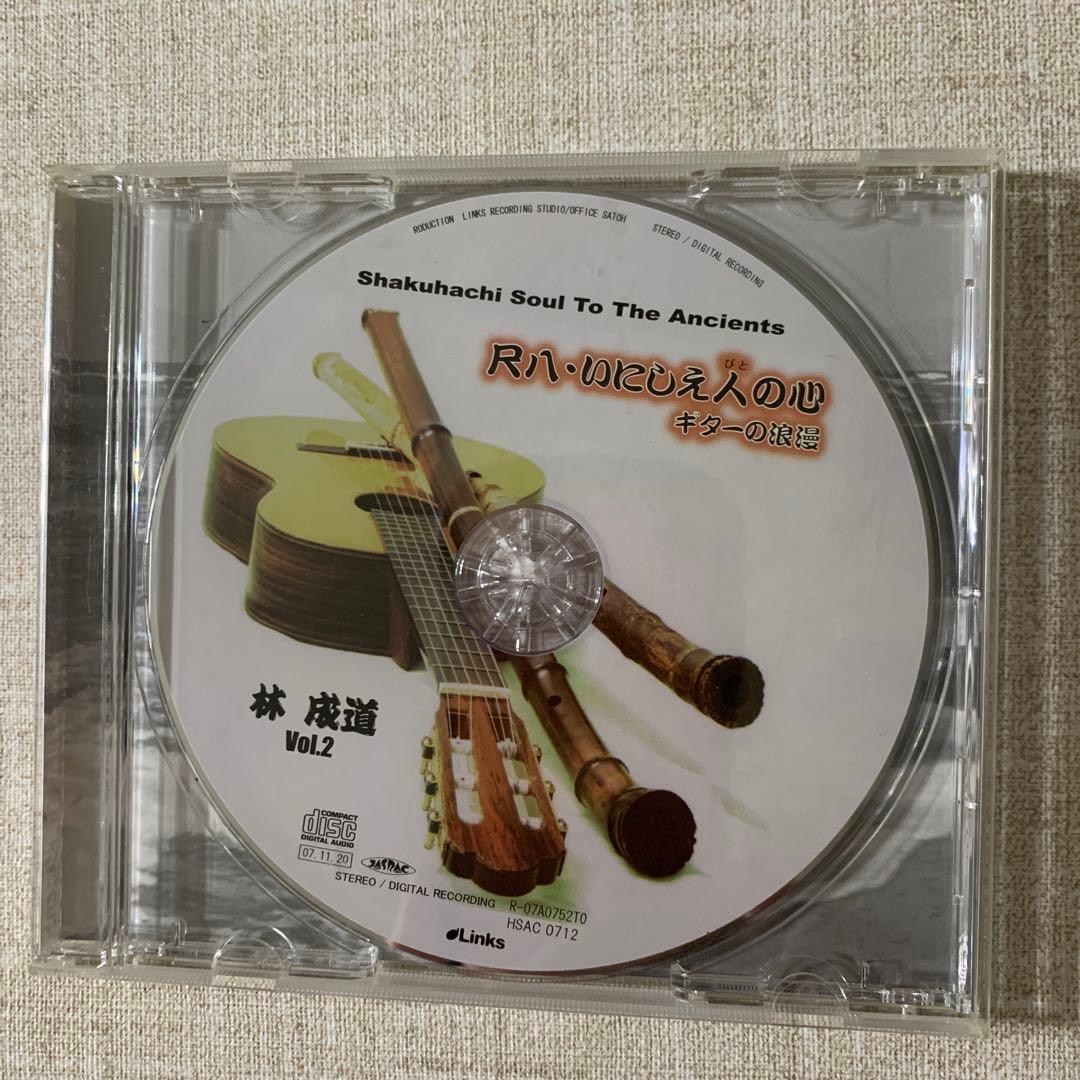 RODUCTION LINKS RECORDING STUDIO/OFFICE SATOH
STEREO / DIGITAL RECORDING
Shakuhachi Soul To The Ancients
びと
尺八・いにしえ人の心
ギターの浪漫
林 成道
Vol.2
COMPACT
disc
DIGITAL AUDIO
07.11.20
JASRAC
STEREO / DIGITAL RECORDING R-07A0752T0
HSAC 0712
Links